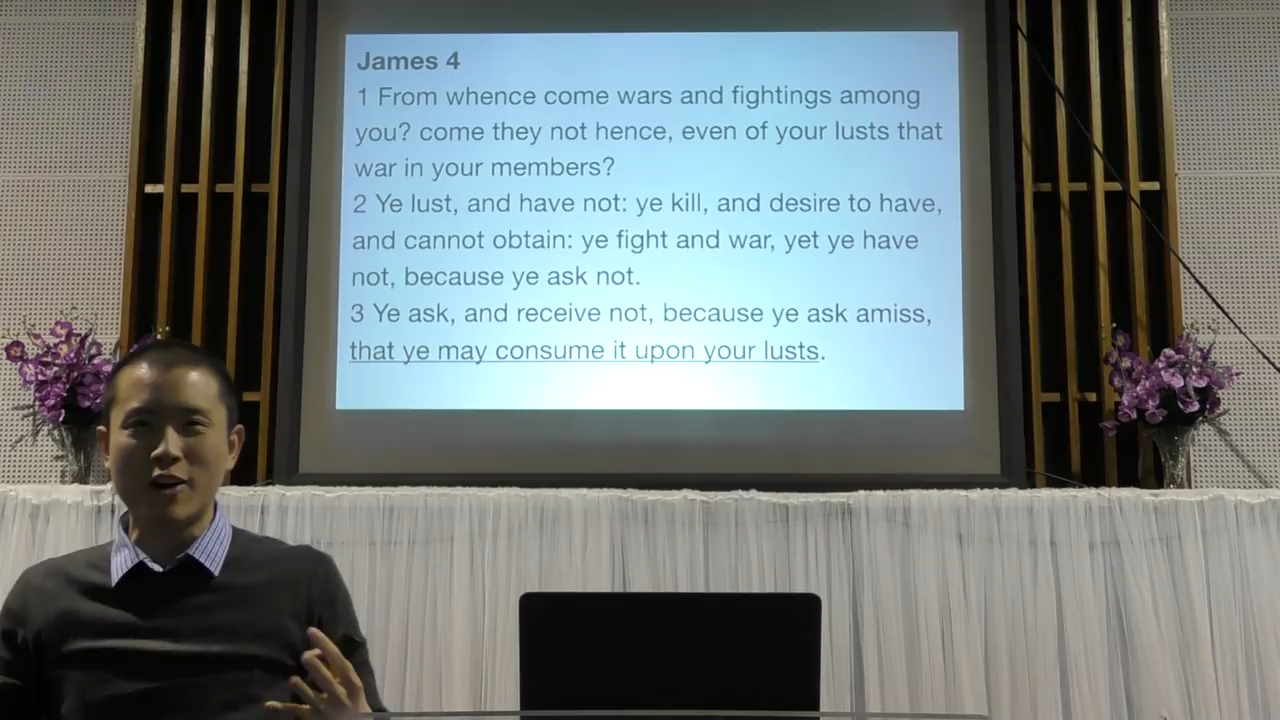 James 4
1 From whence come wars and fightings among
you? come they not hence, even of your lusts that
war in your members?
2 Ye lust, and have not: ye kill, and desire to have,
and cannot obtain: ye fight and war, yet ye have
not, because ye ask not.
3 Ye ask, and receive not, because ye ask amiss,
that ye may consume it upon your lusts.